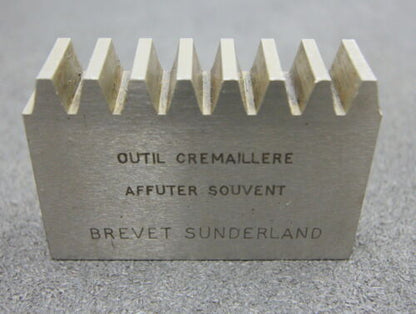 OUTIL CREMAILLERE
AFFUTER SOUVENT
BREVET SUNDERLAND